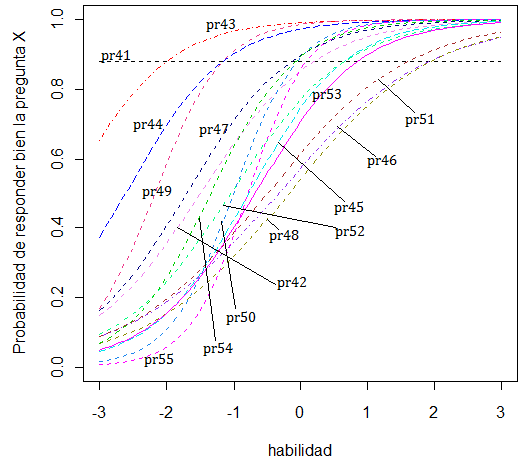 Probabilidad de responder bien la pregunta X
1.0
0.8
0.6
0.4
0.2
0.0
pr43
pr41
pr53
pr51
pr44
pr47
pr46
pr49
pr45
pr52
pr48
pr42
pr50
pr54
pr55
-3 -2 -1 0 1 2 3
habilidad